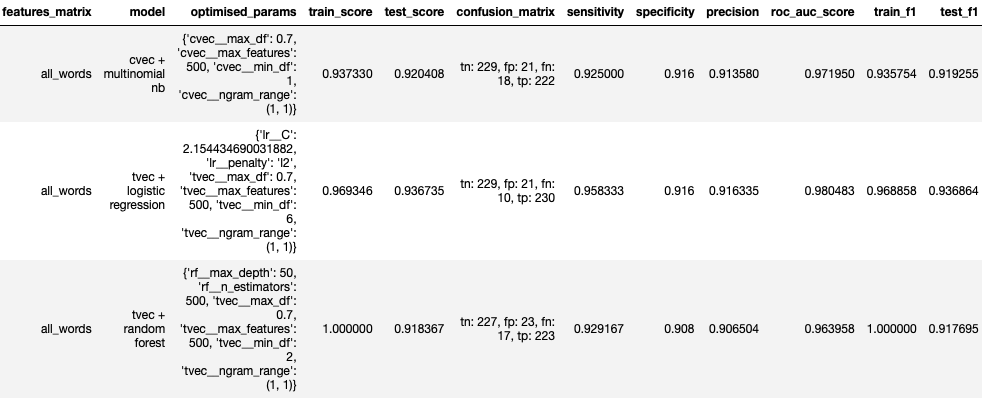 features_matrix model optimised_params train_score test_score confusion_matrix sensitivity specificity precision roc_auc_score train_f1 test_f1
all_words cvec + multinomial nb {'cvec__max_df': 0.7, 'cvec__max_features': 500, 'cvec__min_df': 1, 'cvec__ngram_range': (1, 1)} 0.937330 0.920408 tn: 229, fp: 21, fn: 18, tp: 222 0.925000 0.916 0.913580 0.971950 0.935754 0.919255
all_words tvec + logistic regression {'lr__C': 2.154434690031882, 'lr__penalty': 'l2', 'tvec__max_df': 0.7, 'tvec__max_features': 500, 'tvec__min_df': 6, 'tvec__ngram_range': (1, 1)} 0.969346 0.936735 tn: 229, fp: 21, fn: 10, tp: 230 0.958333 0.916 0.916335 0.980483 0.968858 0.936864
all_words tvec + random forest {'rf__max_depth': 50, 'rf__n_estimators': 500, 'tvec__max_df': 0.7, 'tvec__max_features': 500, 'tvec__min_df': 2, 'tvec__ngram_range': (1, 1)} 1.000000 0.918367 tn: 227, fp: 23, fn: 17, tp: 223 0.929167 0.908 0.906504 0.963958 1.000000 0.917695